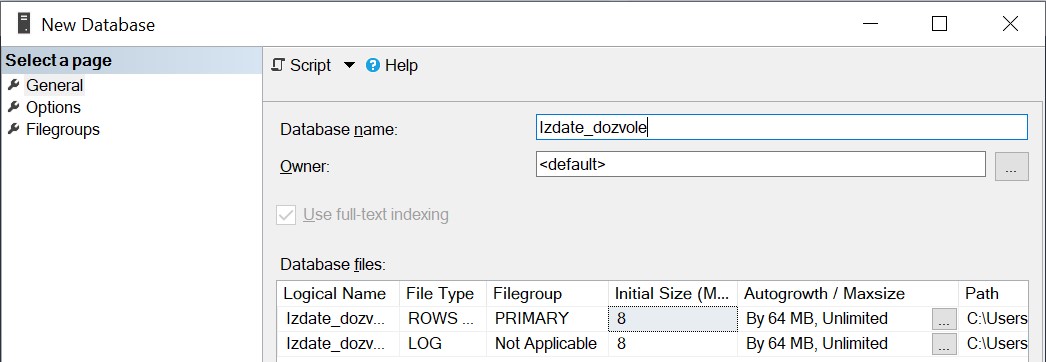 New Database
Select a page
General
Options
Filegroups
Script Help
Database name: Izdate_dozvole
Owner: <default> ...
Use full-text indexing
Database files:
Logical Name File Type Filegroup Initial Size (M... Autogrowth / Maxsize Path
Izdate_dozv... ROWS ... PRIMARY 8 By 64 MB, Unlimited ... C:\Users
Izdate_dozv... LOG Not Applicable 8 By 64 MB, Unlimited ... C:\Users